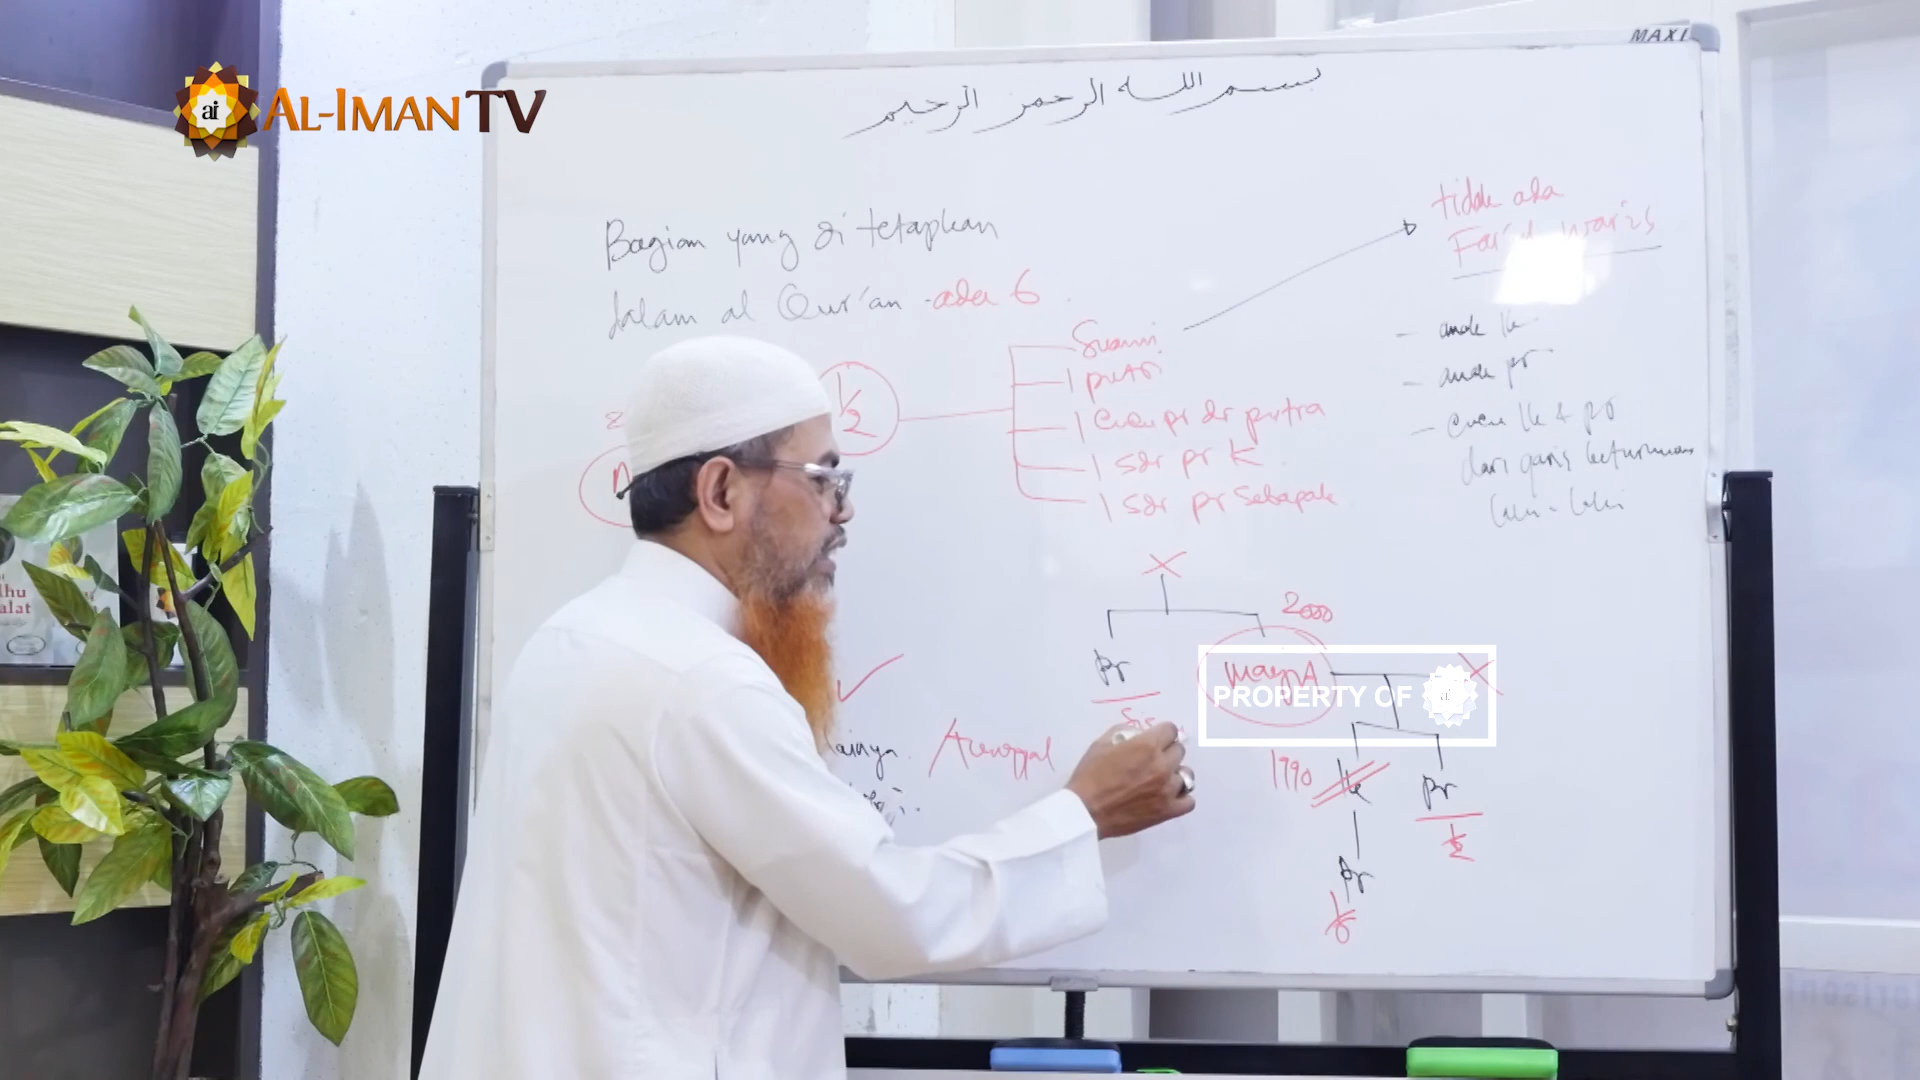 AL-IMAN TV
ai
MAXI
بسم الله الرحمن الرحيم
Bagian yang di tetapkan
dalam al Qur'an ada 6
tidak ada
Far'u waris
- anak lk
- anak pr
- cucu lk & pr
dari garis keturunan
laki-laki
1/2
Suami
1 putri
1 cucu pr dr putra
1 sdr pr K
1 sdr pr sebapak
X
2000
pr
Mayit
X
PROPERTY OF
1990
lk
pr
1/2
pr
1/6